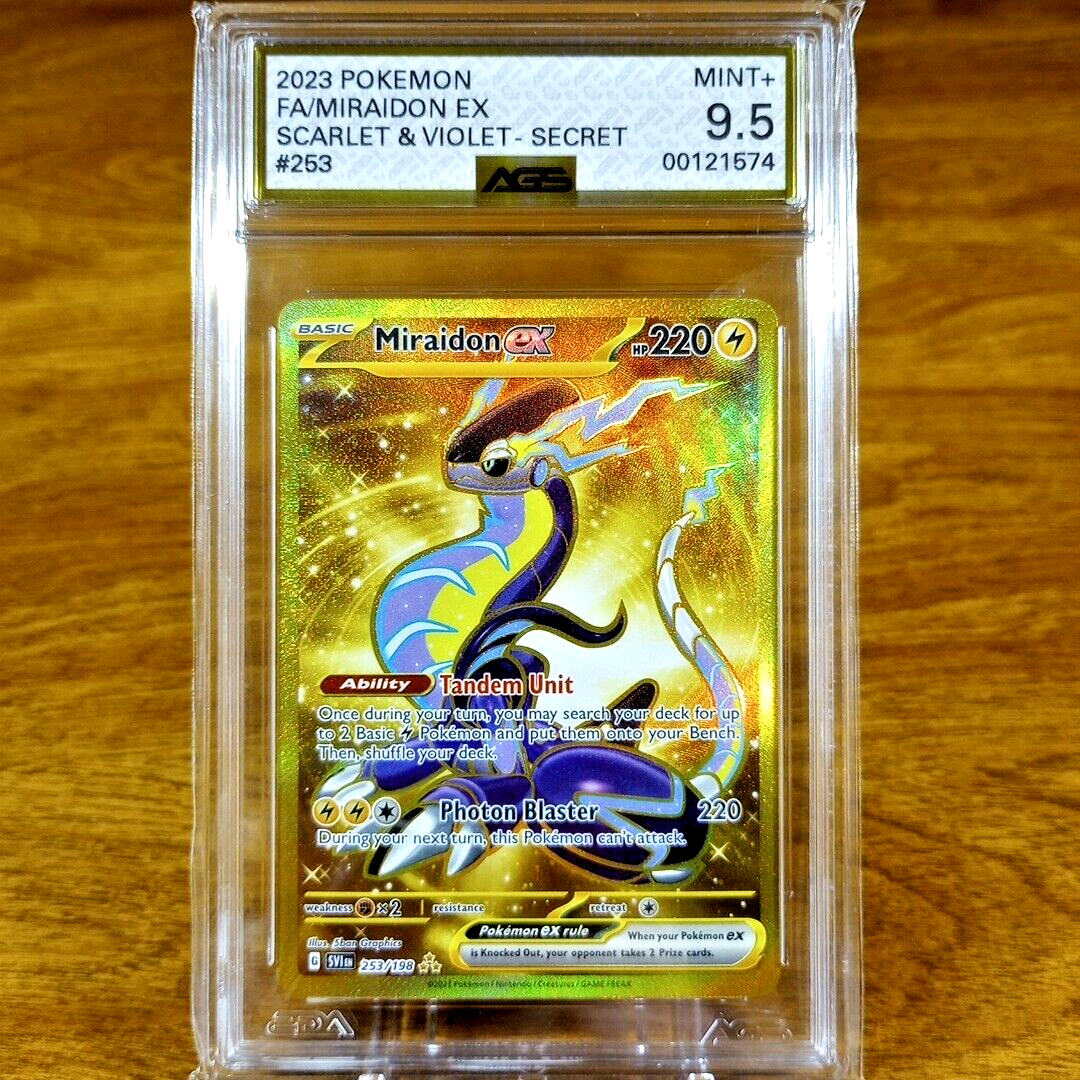 2023 POKEMON
MINT+
FA/MIRAIDON EX
9.5
SCARLET & VIOLET - SECRET
#253
00121574
AGS
BASIC
Miraidon ex
HP 220
Ability Tandem Unit
Once during your turn, you may search your deck for up
to 2 Basic Pokémon and put them onto your Bench.
Then, shuffle your deck.
Photon Blaster 220
During your next turn, this Pokémon can't attack.
weakness ×2 resistance retreat
Pokémon ex rule
When your Pokémon ex
is Knocked Out, your opponent takes 2 Prize cards.
Illus. 5ban Graphics
G SVI EN 253/198
©2023 Pokémon / Nintendo / Creatures / GAME FREAK
AGS
AGS